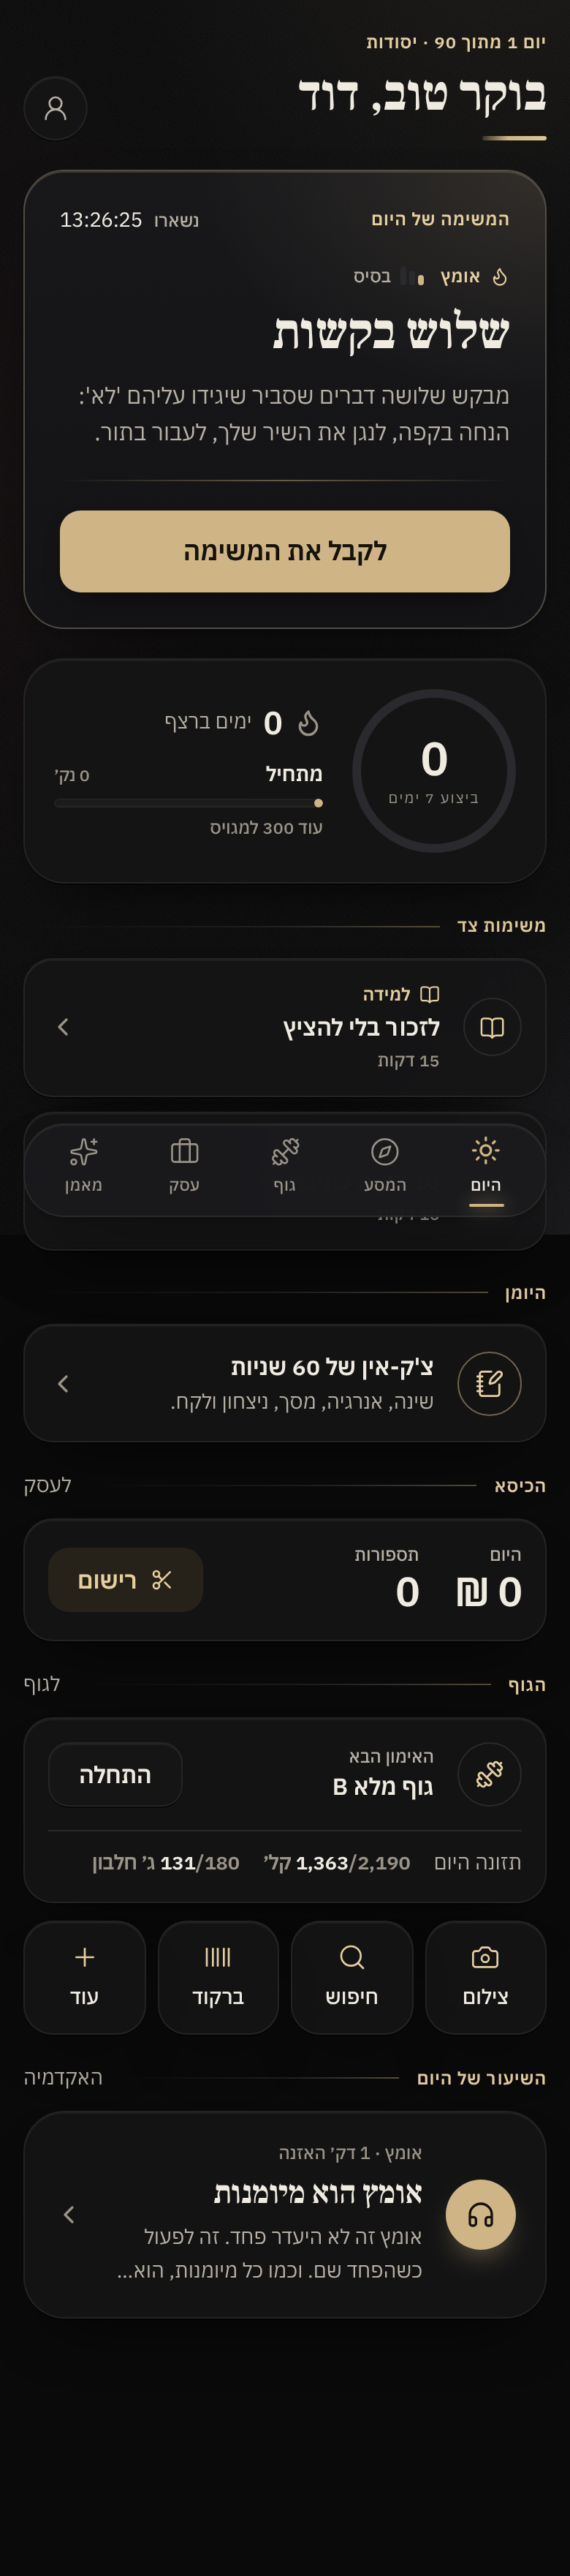 יום 1 מתוך 90 · יסודות
בוקר טוב, דוד
המשימה של היום
נשארו 13:26:25
אומץ בסיס
שלוש בקשות
מבקש שלושה דברים שסביר שיגידו עליהם 'לא':
הנחה בקפה, לנגן את השיר שלך, לעבור בתור.
לקבל את המשימה
0
ביצוע 7 ימים
0 ימים ברצף
מתחיל
0 נק׳
עוד 300 למגויס
משימות צד
למידה
לזכור בלי להציץ
15 דקות
היום
המסע
גוף
עסק
מאמן
היומן
צ'ק-אין של 60 שניות
שינה, אנרגיה, מסך, ניצחון ולקח.
הכיסא
לעסק
היום
תספורות
0 ₪
0
רישום
הגוף
לגוף
האימון הבא
גוף מלא B
התחלה
תזונה היום 1,363/2,190 קל׳ 131/180 ג׳ חלבון
צילום
חיפוש
ברקוד
עוד
השיעור של היום
האקדמיה
אומץ · 1 דק׳ האזנה
אומץ הוא מיומנות
אומץ זה לא היעדר פחד. זה לפעול
כשהפחד שם. וכמו כל מיומנות, הוא...